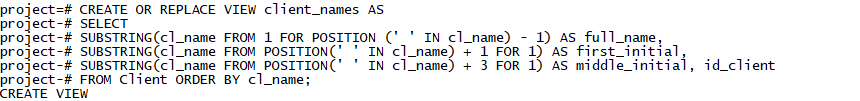 project=# CREATE OR REPLACE VIEW client_names AS
project-# SELECT
project-# SUBSTRING(cl_name FROM 1 FOR POSITION (' ' IN cl_name) - 1) AS full_name,
project-# SUBSTRING(cl_name FROM POSITION(' ' IN cl_name) + 1 FOR 1) AS first_initial,
project-# SUBSTRING(cl_name FROM POSITION(' ' IN cl_name) + 3 FOR 1) AS middle_initial, id_client
project-# FROM Client ORDER BY cl_name;
CREATE VIEW